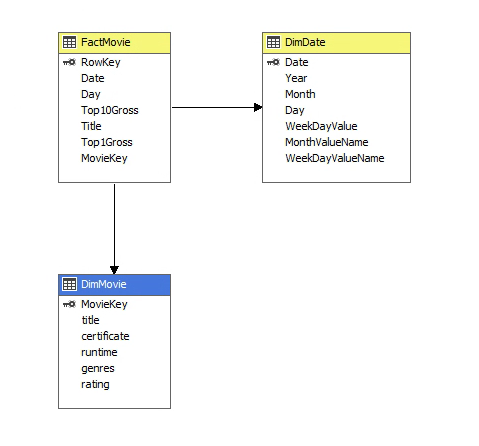 FactMovie
RowKey
Date
Day
Top10Gross
Title
Top1Gross
MovieKey
DimDate
Date
Year
Month
Day
WeekDayValue
MonthValueName
WeekDayValueName
DimMovie
MovieKey
title
certificate
runtime
genres
rating